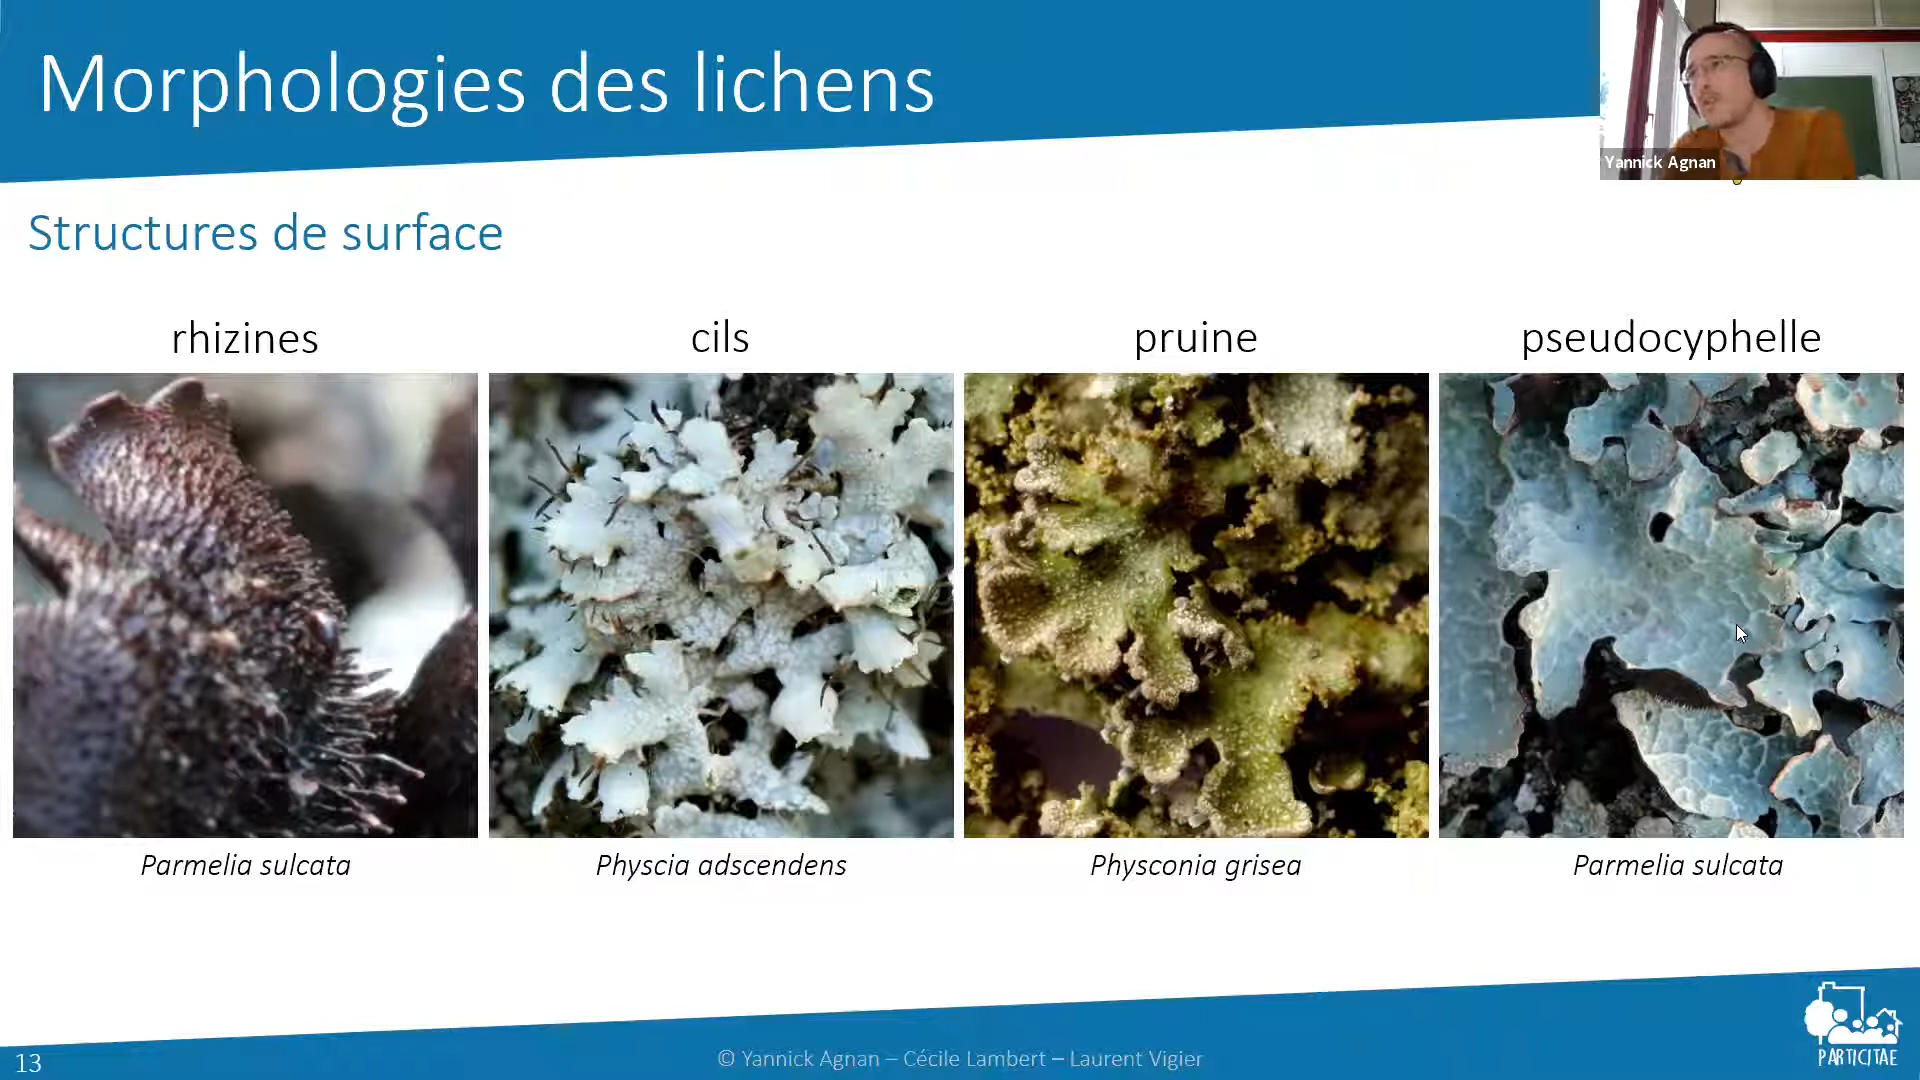 Morphologies des lichens
Yannick Agnan
Structures de surface
rhizines
cils
pruine
pseudocyphelle
Parmelia sulcata
Physcia adscendens
Physconia grisea
Parmelia sulcata
13
© Yannick Agnan – Cécile Lambert – Laurent Vigier
PARTICITAE